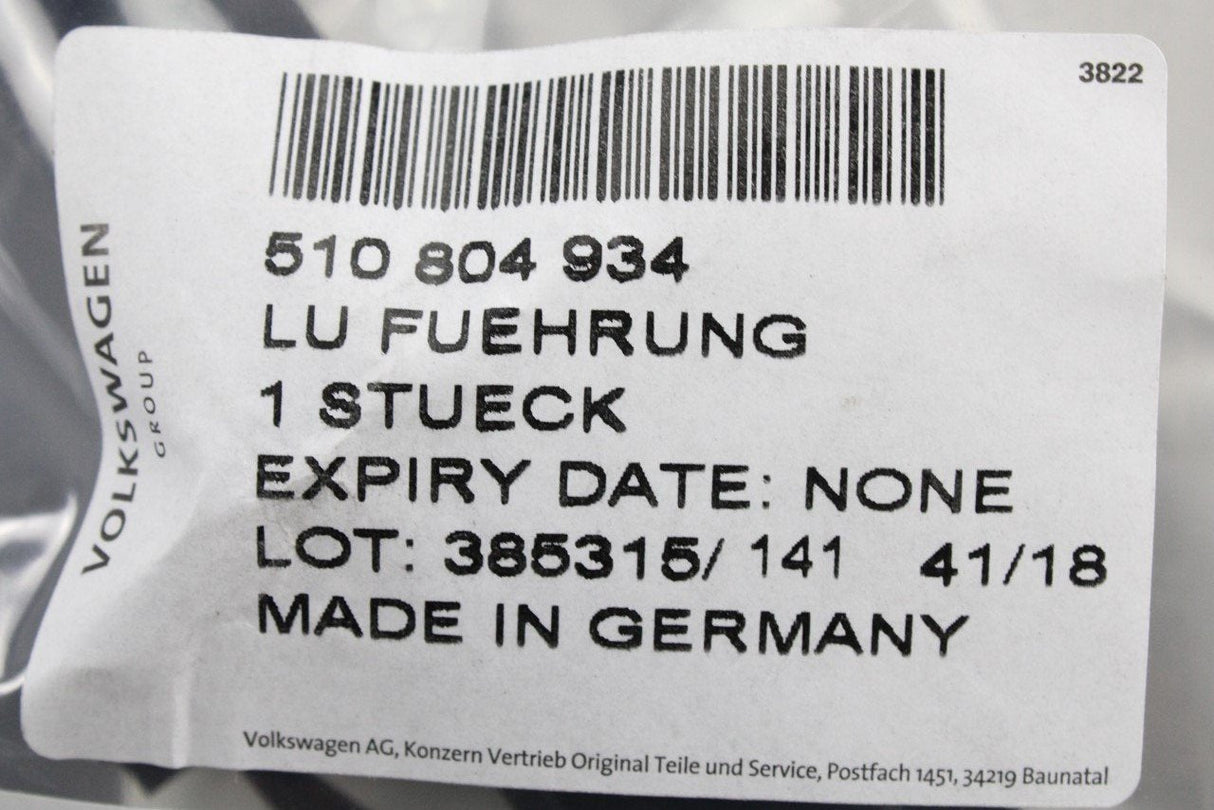 3822
510 804 934
LU FUEHRUNG
1 STUECK
EXPIRY DATE: NONE
LOT: 385315/ 141 41/18
MADE IN GERMANY
VOLKSWAGEN
GROUP
Volkswagen AG, Konzern Vertrieb Original Teile und Service, Postfach 1451, 34219 Baunatal